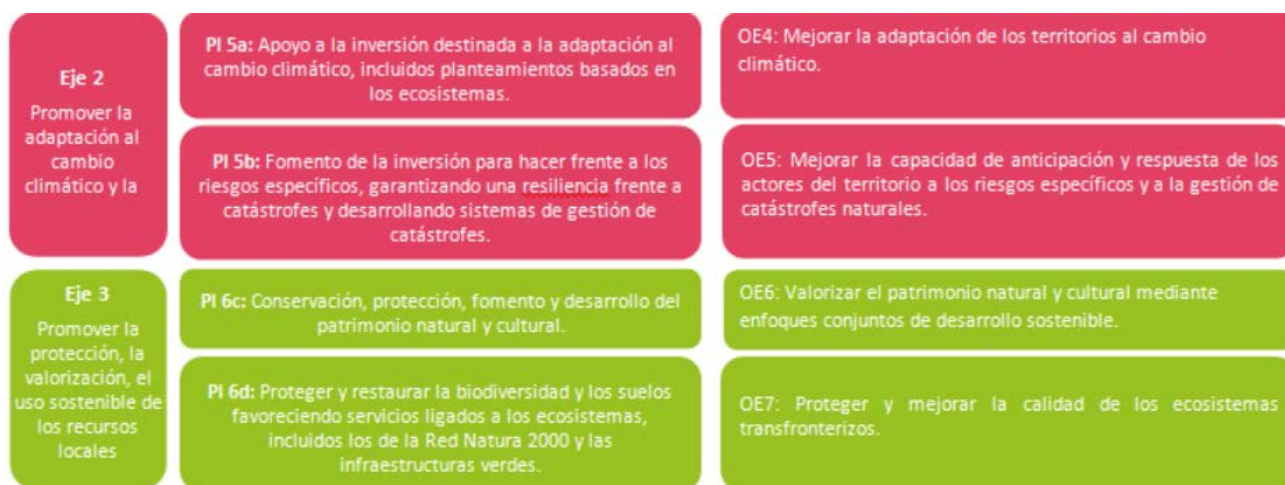 Eje 2
Promover la
adaptación al
cambio
climático y la
PI 5a: Apoyo a la inversión destinada a la adaptación al
cambio climático, incluidos planteamientos basados en
los ecosistemas.
OE4: Mejorar la adaptación de los territorios al cambio
climático.
PI 5b: Fomento de la inversión para hacer frente a los
riesgos específicos, garantizando una resiliencia frente a
catástrofes y desarrollando sistemas de gestión de
catástrofes.
OE5: Mejorar la capacidad de anticipación y respuesta de los
actores del territorio a los riesgos específicos y a la gestión de
catástrofes naturales.
Eje 3
Promover la
protección, la
valorización, el
uso sostenible de
los recursos
locales
PI 6c: Conservación, protección, fomento y desarrollo del
patrimonio natural y cultural.
OE6: Valorizar el patrimonio natural y cultural mediante
enfoques conjuntos de desarrollo sostenible.
PI 6d: Proteger y restaurar la biodiversidad y los suelos
favoreciendo servicios ligados a los ecosistemas,
incluidos los de la Red Natura 2000 y las
infraestructuras verdes.
OE7: Proteger y mejorar la calidad de los ecosistemas
transfronterizos.